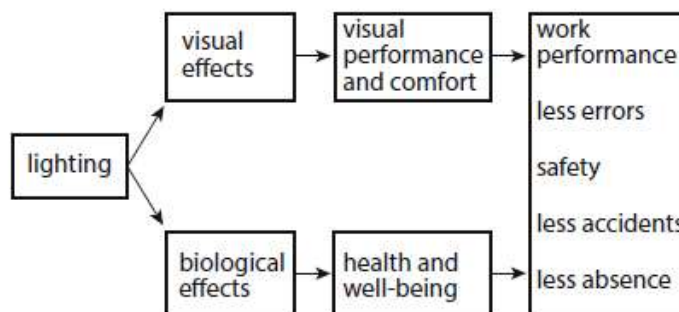 lighting
visual
effects
visual
performance
and comfort
biological
effects
health and
well-being
work
performance
less errors
safety
less accidents
less absence